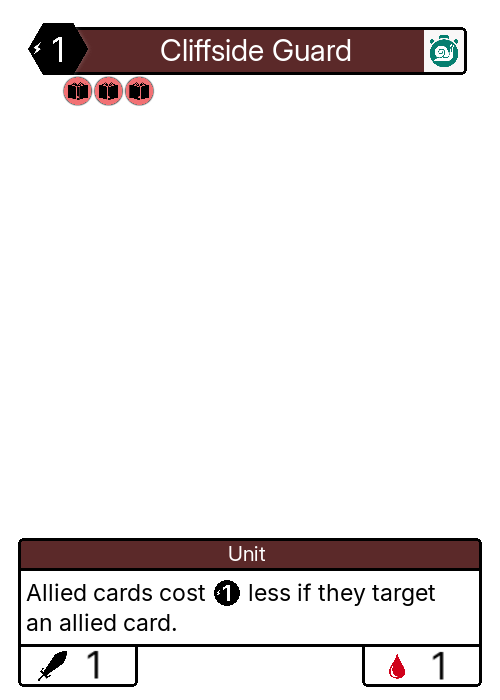 1 Cliffside Guard
Unit
Allied cards cost 1 less if they target
an allied card.
1 1